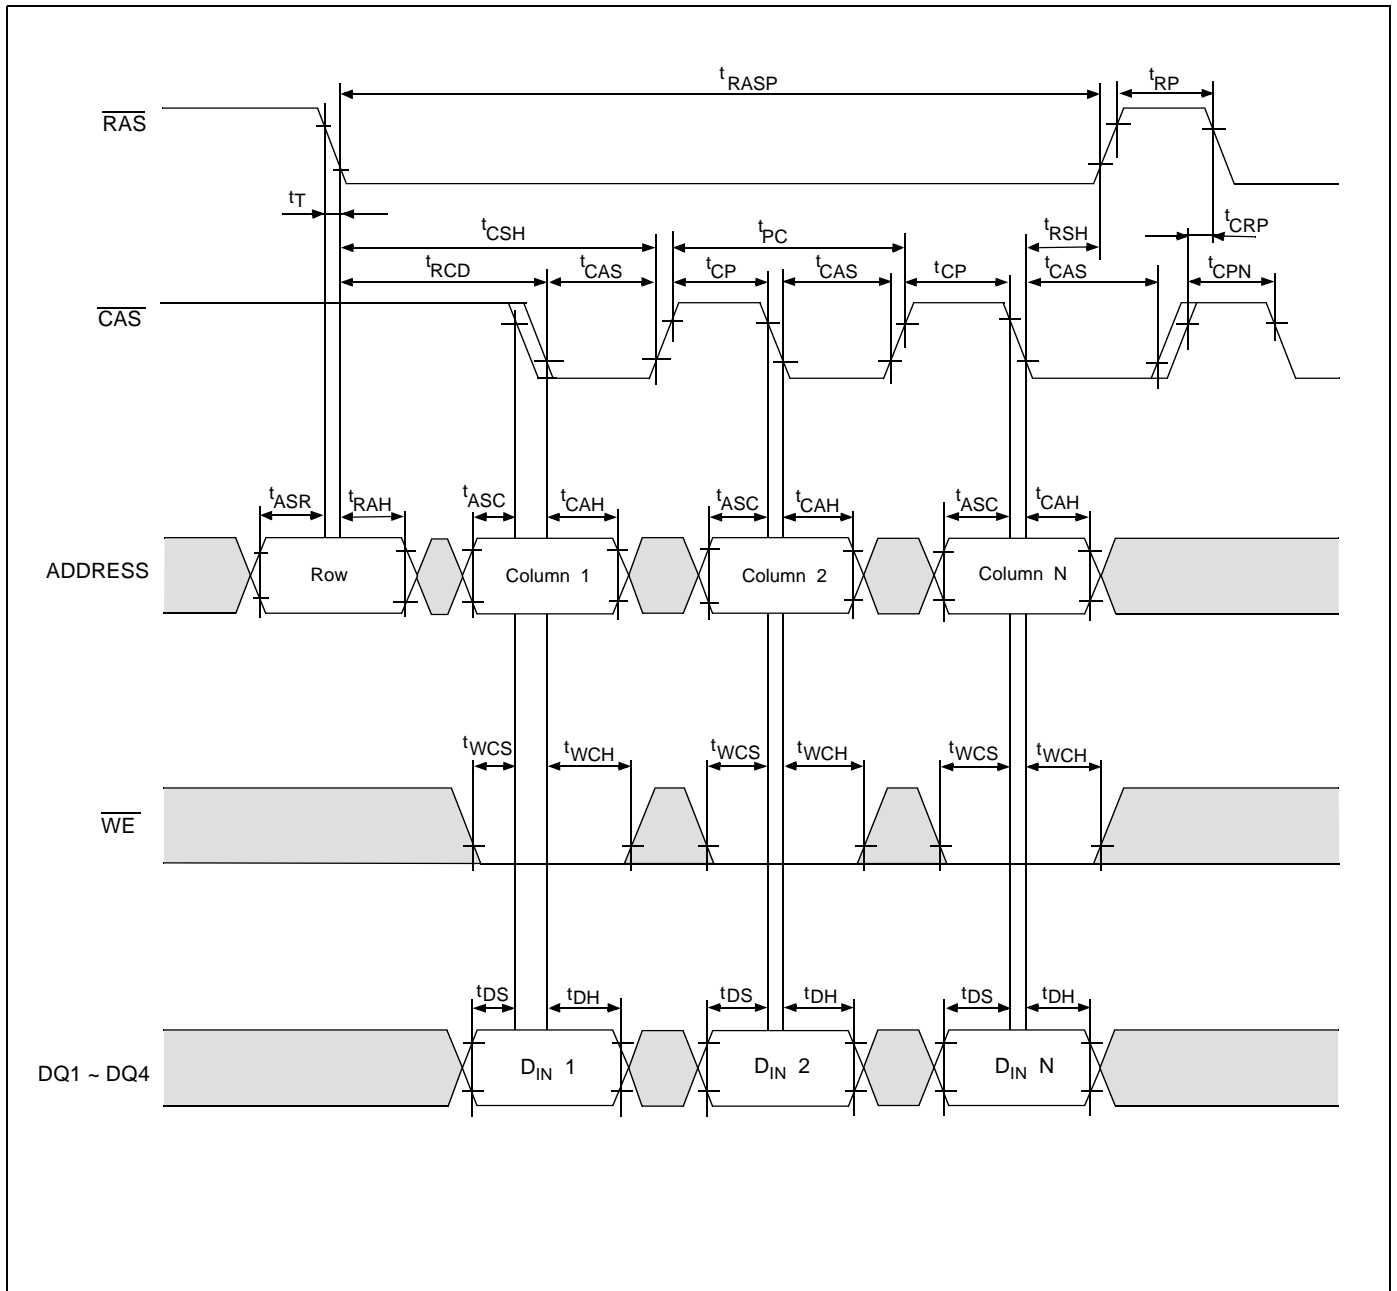 tRASP
tRP
RAS
tT
tCSH
tPC
tRSH
tCRP
tRCD
tCAS
tCP
tCAS
tCP
tCAS
tCPN
CAS
tASR
tRAH
tASC
tCAH
tASC
tCAH
tASC
tCAH
ADDRESS
Row
Column 1
Column 2
Column N
tWCS
tWCH
tWCS
tWCH
tWCS
tWCH
WE
tDS
tDH
tDS
tDH
tDS
tDH
DQ1 ~ DQ4
DIN 1
DIN 2
DIN N